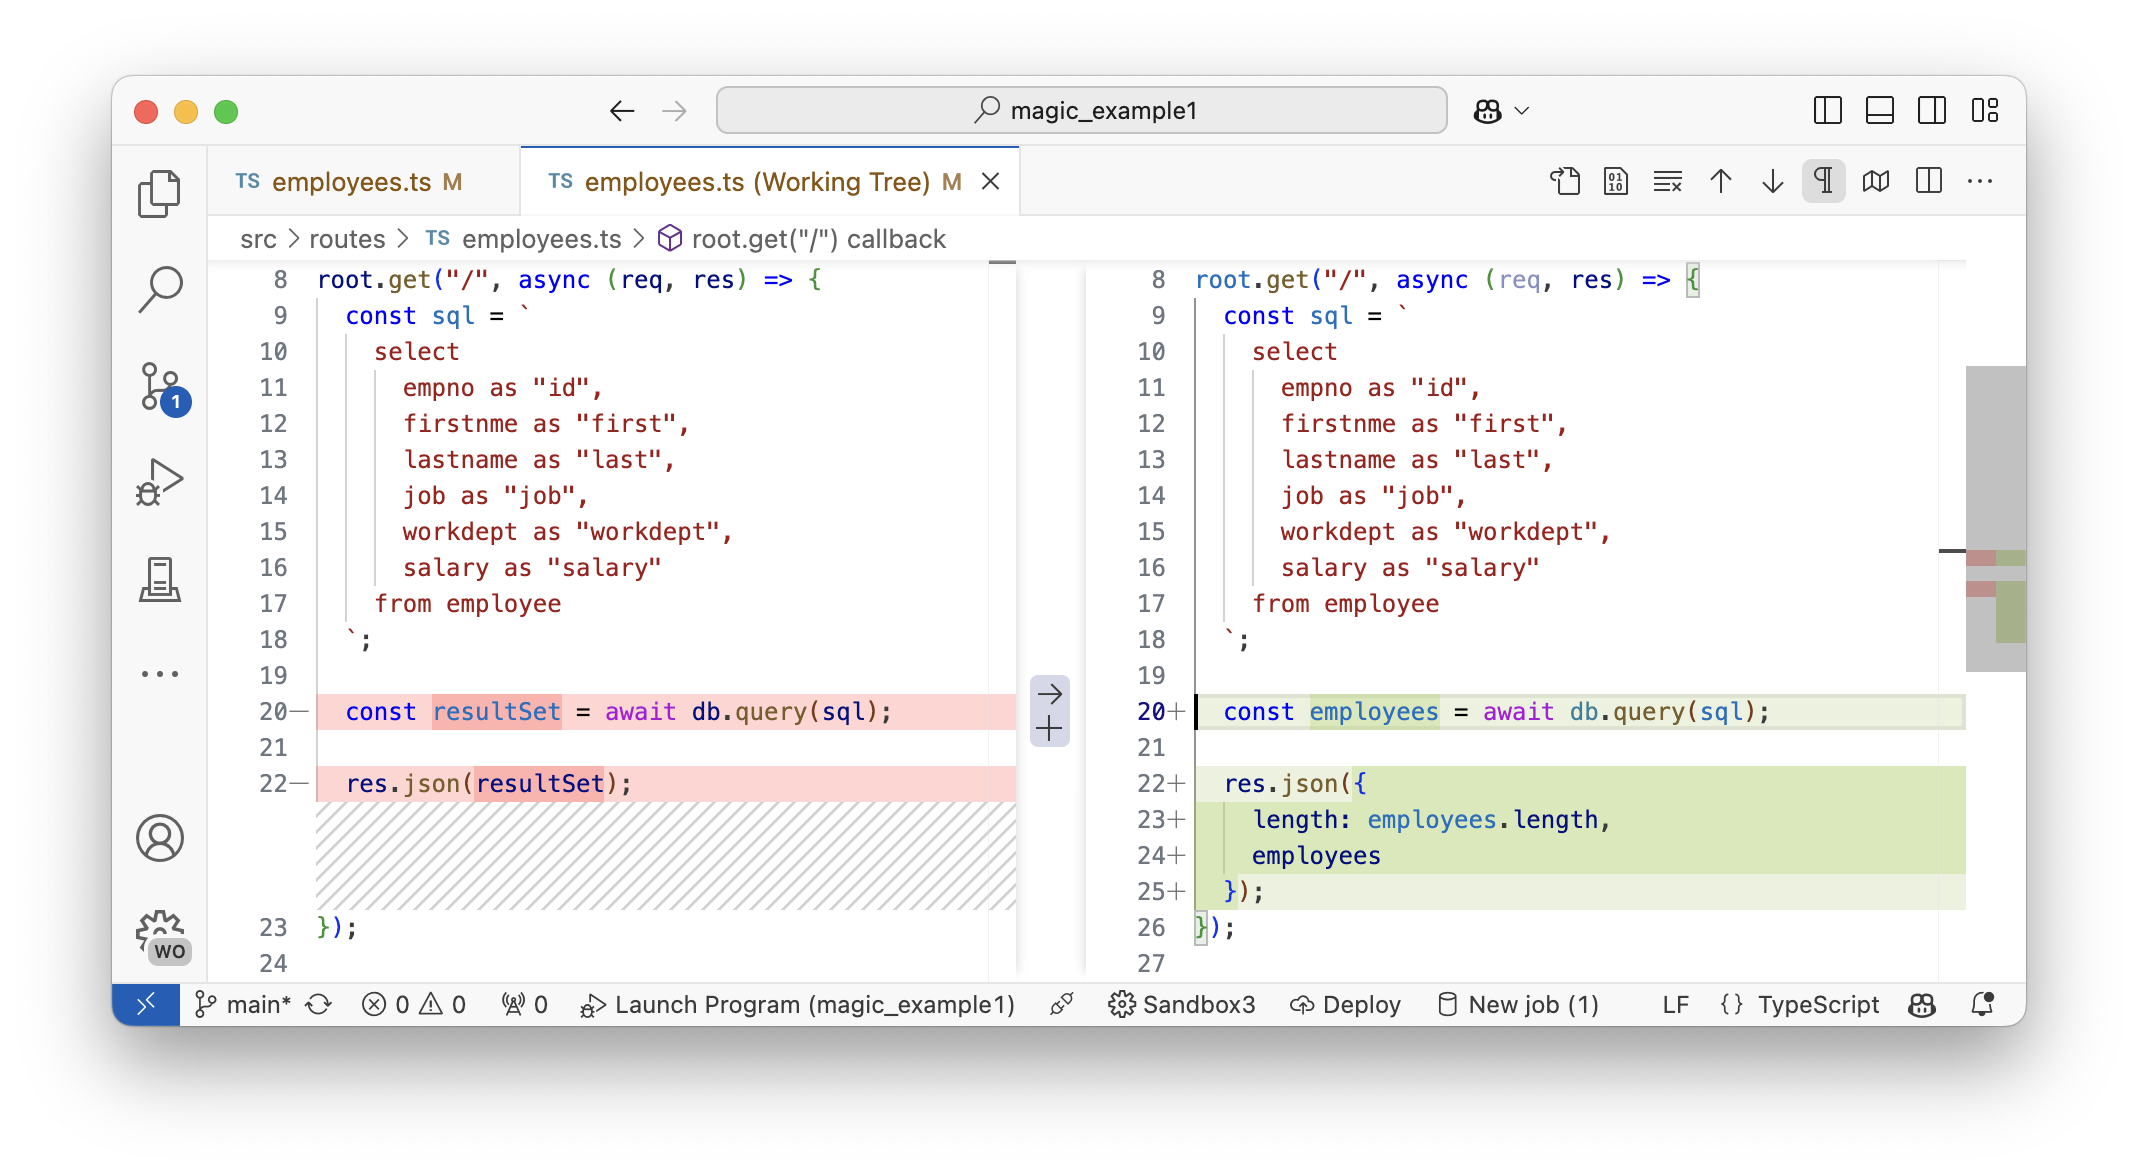 magic_example1
TS employees.ts M
TS employees.ts (Working Tree) M
src > routes > TS employees.ts > root.get("/") callback
8 root.get("/", async (req, res) => {
9 const sql = `
10 select
11 empno as "id",
12 firstnme as "first",
13 lastname as "last",
14 job as "job",
15 workdept as "workdept",
16 salary as "salary"
17 from employee
18 `;
19
20— const resultSet = await db.query(sql);
21
22— res.json(resultSet);
23 });
24
8 root.get("/", async (req, res) => {
9 const sql = `
10 select
11 empno as "id",
12 firstnme as "first",
13 lastname as "last",
14 job as "job",
15 workdept as "workdept",
16 salary as "salary"
17 from employee
18 `;
19
20+ const employees = await db.query(sql);
21
22+ res.json({
23+ length: employees.length,
24+ employees
25+ });
26 });
27
1
WO
main* 0 0 0 Launch Program (magic_example1) Sandbox3 Deploy New job (1) LF {} TypeScript